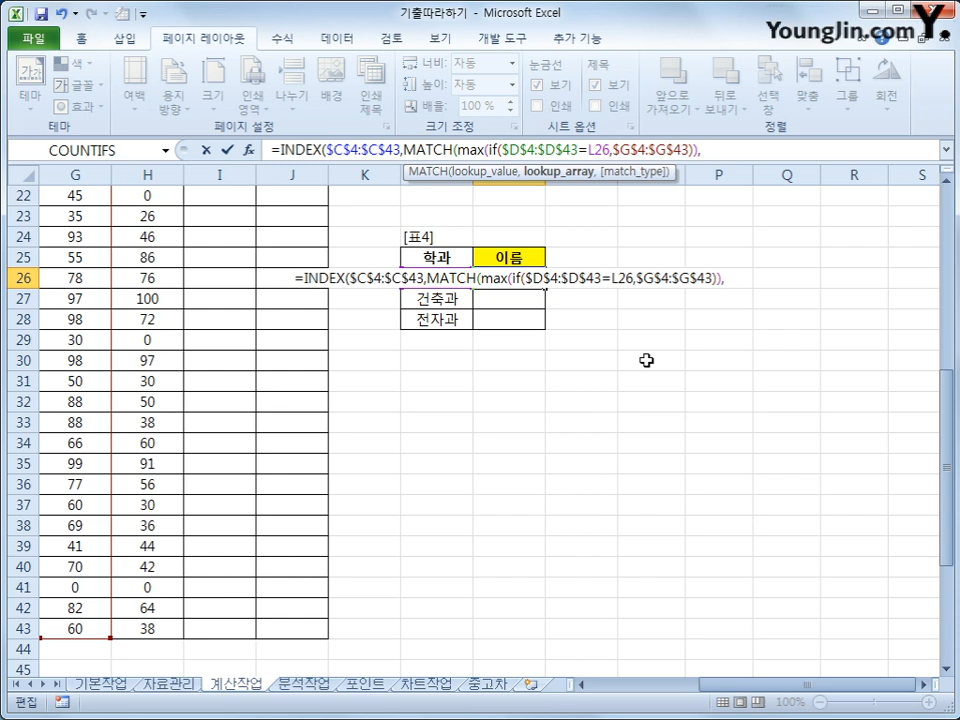 기출따라하기 - Microsoft Excel
Younglin.com Y.
파일 홈 삽입 페이지 레이아웃 수식 데이터 검토 보기 개발 도구 추가 기능
테마 색 글꼴 효과 여백 용지 방향 크기 인쇄 영역 나누기 배경 인쇄 제목 너비: 자동 높이: 자동 배율: 100 % 눈금선 보기 인쇄 제목 보기 인쇄 앞으로 가져오기 뒤로 보내기 선택 창 맞춤 그룹 회전
테마 페이지 설정 크기 조정 시트 옵션 정렬
COUNTIFS fx =INDEX($C$4:$C$43,MATCH(max(if($D$4:$D$43=L26,$G$4:$G$43)),
MATCH(lookup_value, lookup_array, [match_type])
G H I J K P Q R S
22 45 0
23 35 26
24 93 46 [표4]
25 55 86 학과 이름
26 78 76 =INDEX($C$4:$C$43,MATCH(max(if($D$4:$D$43=L26,$G$4:$G$43)),
27 97 100 건축과
28 98 72 전자과
29 30 0
30 98 97
31 50 30
32 88 50
33 88 38
34 66 60
35 99 91
36 77 56
37 60 30
38 69 36
39 41 44
40 70 42
41 0 0
42 82 64
43 60 38
44
45
기본작업 자료관리 계산작업 분석작업 포인트 차트작업 중고차
편집 100%